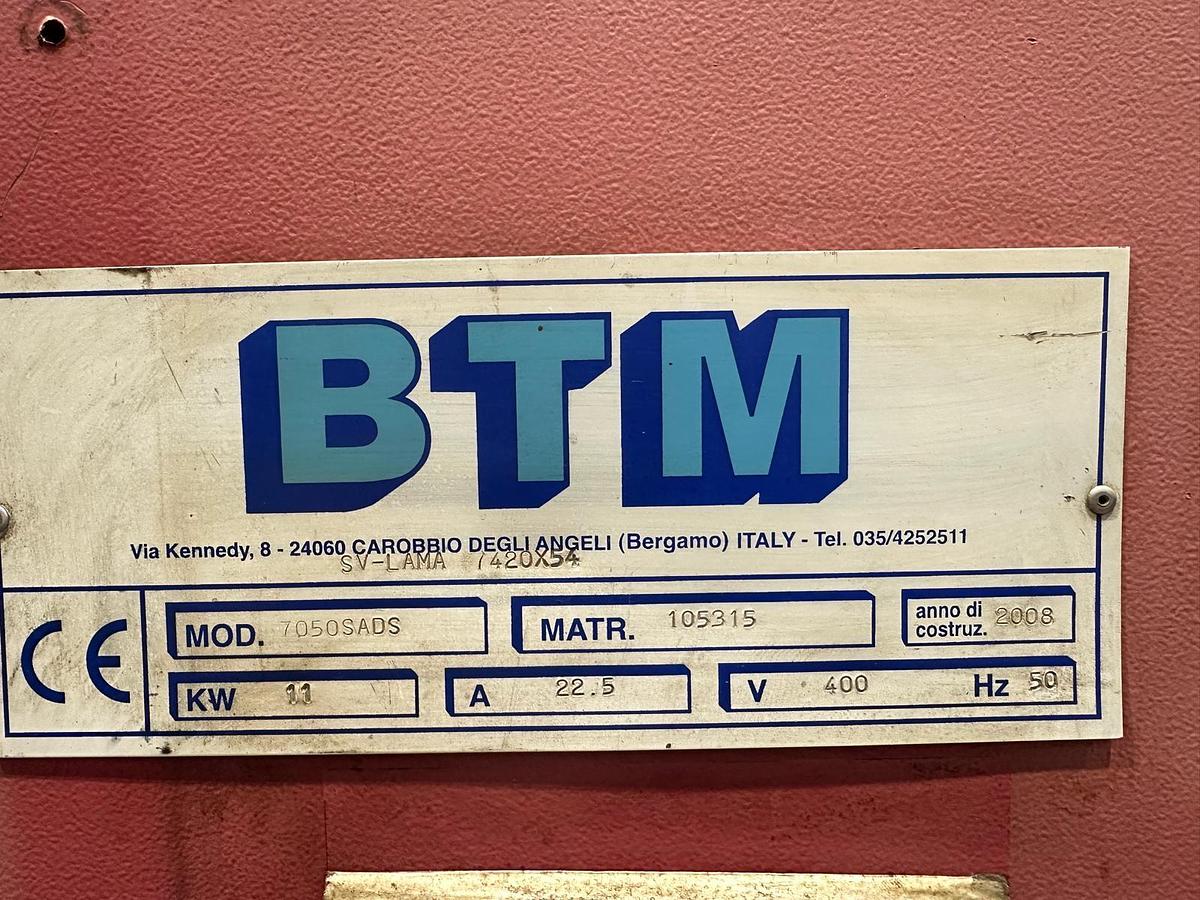 BTM
Via Kennedy, 8 - 24060 CAROBBIO DEGLI ANGELI (Bergamo) ITALY - Tel. 035/4252511
SV-LAMA 7420X54
CE
MOD. 7050SADS MATR. 105315 anno di costruz. 2008
KW 11 A 22.5 V 400 Hz 50